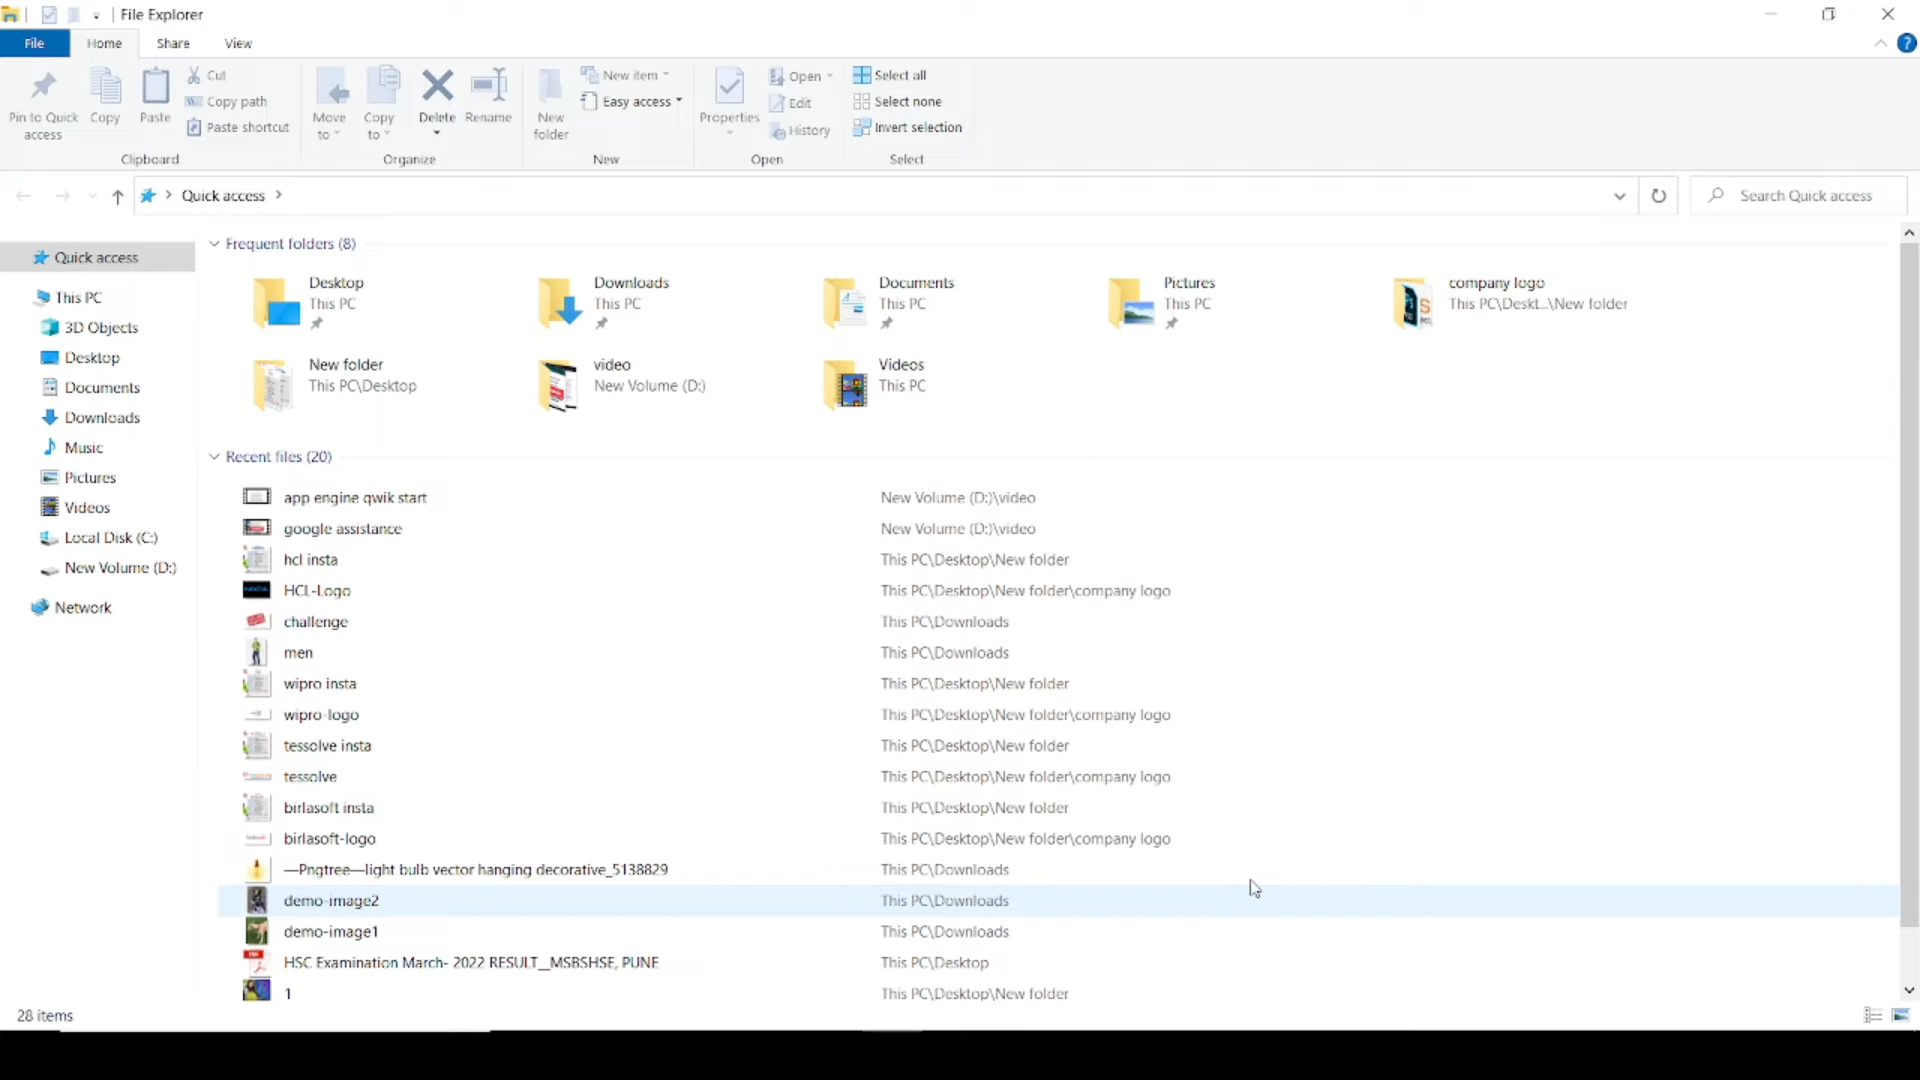 File Explorer
File Home Share View
Pin to Quick access
Copy
Paste
Cut
Copy path
Paste shortcut
Clipboard
Move to
Copy to
Delete
Rename
Organize
New folder
New item
Easy access
New
Properties
Open
Edit
History
Open
Select all
Select none
Invert selection
Select
Quick access
Search Quick access
Quick access
This PC
3D Objects
Desktop
Documents
Downloads
Music
Pictures
Videos
Local Disk (C:)
New Volume (D:)
Network
Frequent folders (8)
Desktop
This PC
Downloads
This PC
Documents
This PC
Pictures
This PC
company logo
This PC\Deskt...\New folder
New folder
This PC\Desktop
video
New Volume (D:)
Videos
This PC
Recent files (20)
app engine qwik start New Volume (D:)\video
google assistance New Volume (D:)\video
hcl insta This PC\Desktop\New folder
HCL-Logo This PC\Desktop\New folder\company logo
challenge This PC\Downloads
men This PC\Downloads
wipro insta This PC\Desktop\New folder
wipro-logo This PC\Desktop\New folder\company logo
tessolve insta This PC\Desktop\New folder
tessolve This PC\Desktop\New folder\company logo
birlasoft insta This PC\Desktop\New folder
birlasoft-logo This PC\Desktop\New folder\company logo
—Pngtree—light bulb vector hanging decorative_5138829 This PC\Downloads
demo-image2 This PC\Downloads
demo-image1 This PC\Downloads
HSC Examination March- 2022 RESULT_MSBSHSE, PUNE This PC\Desktop
1 This PC\Desktop\New folder
28 items